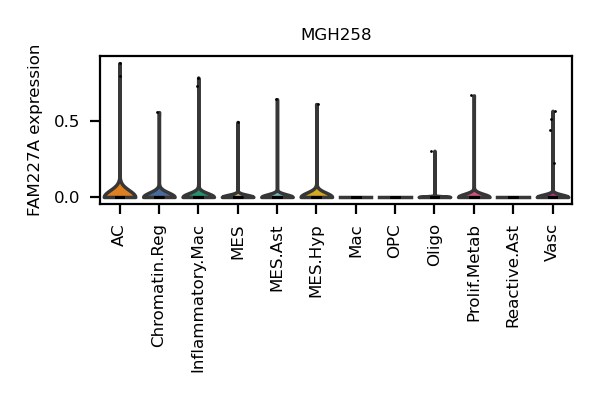 MGH258
FAM227A expression
0.5
0.0
AC
Chromatin.Reg
Inflammatory.Mac
MES
MES.Ast
MES.Hyp
Mac
OPC
Oligo
Prolif.Metab
Reactive.Ast
Vasc